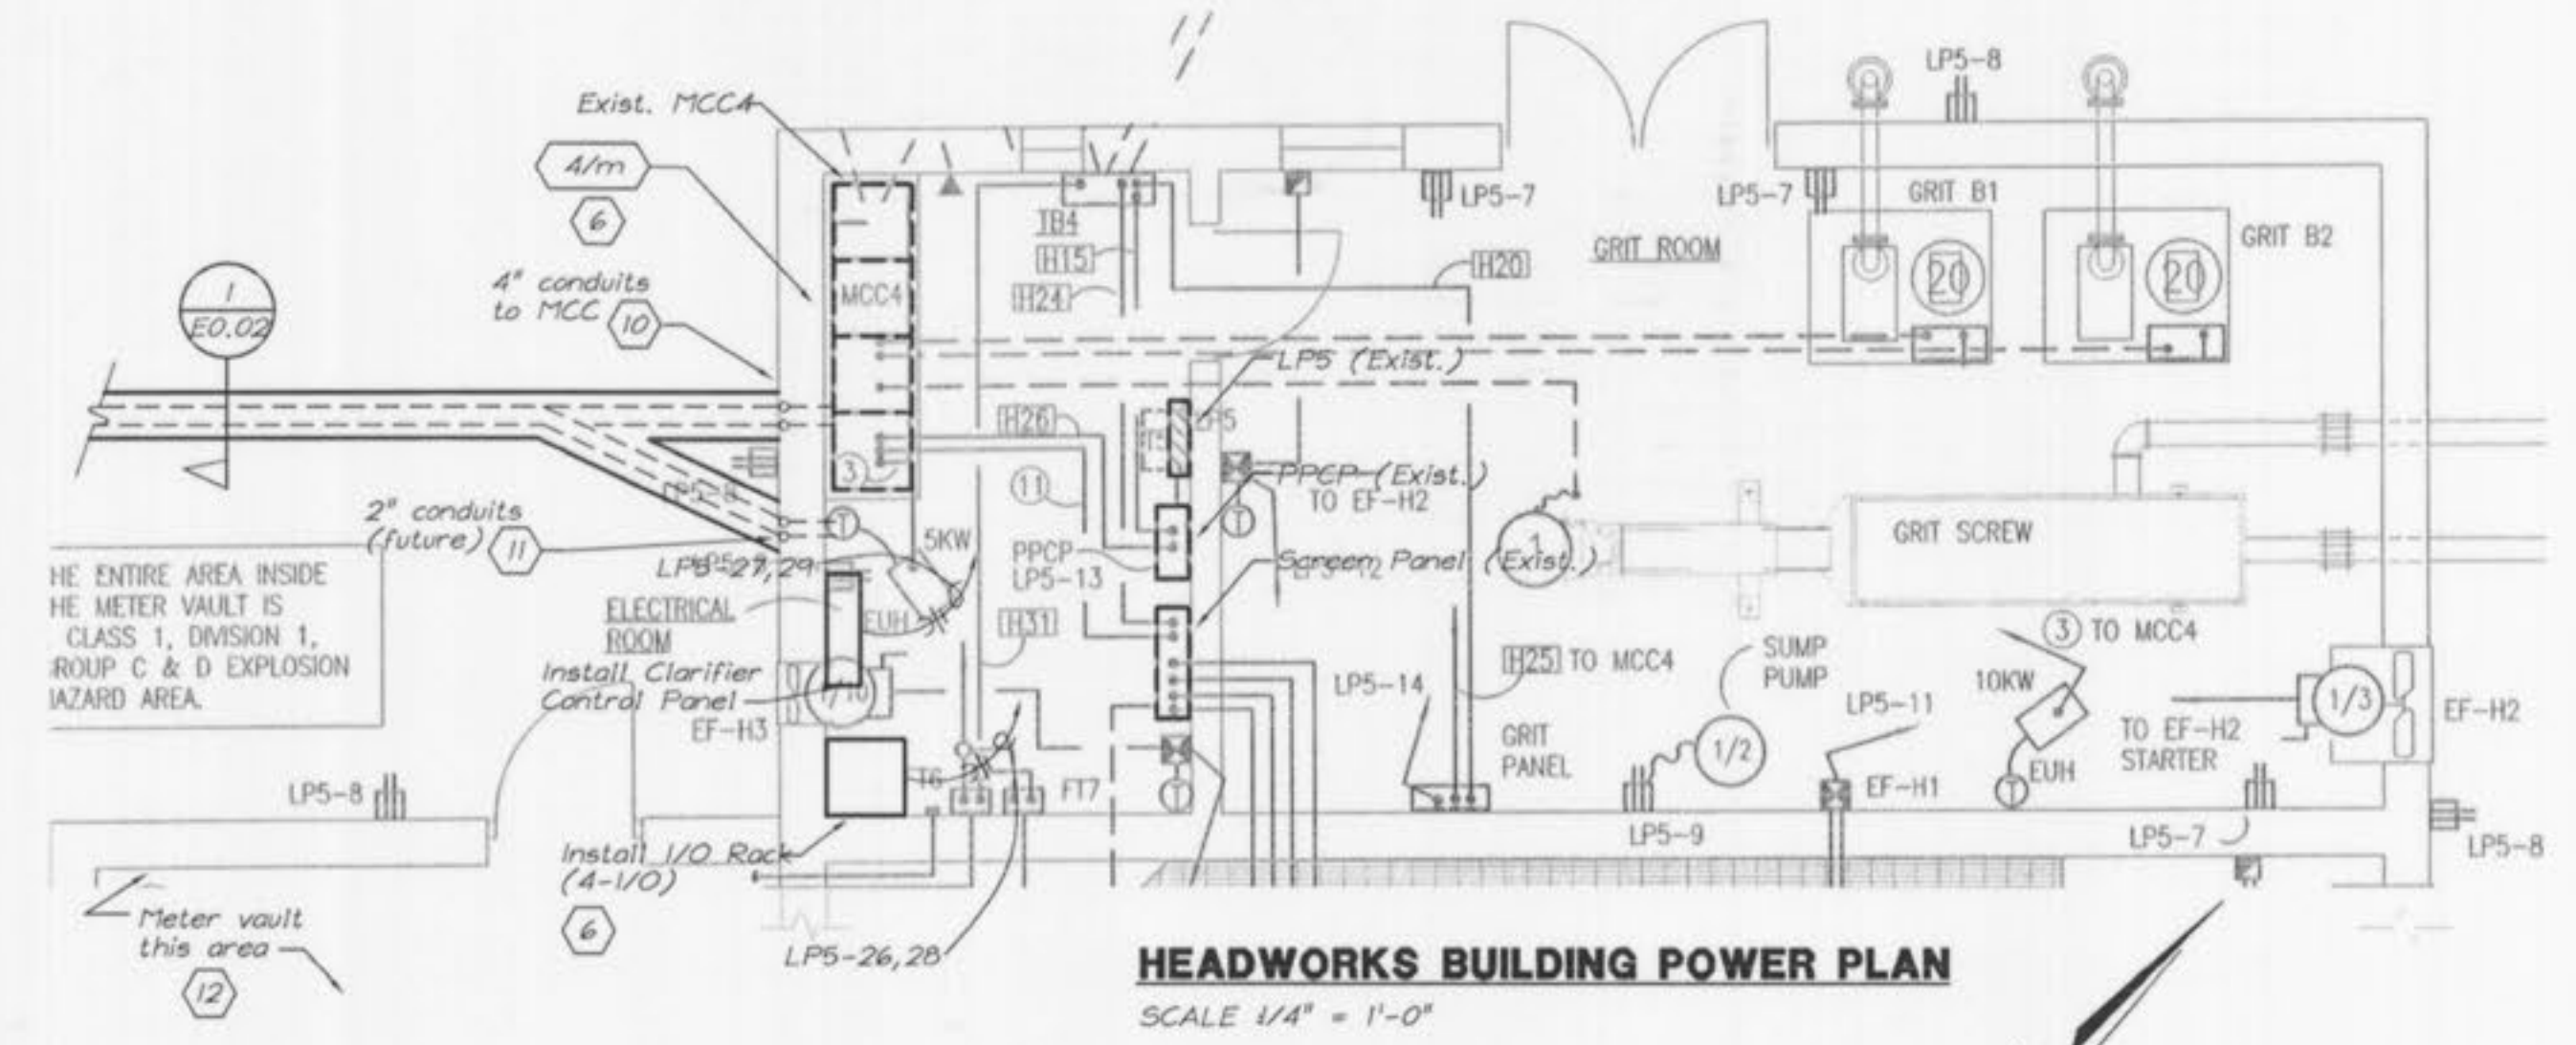 LP5-8
Exist. MCC4
4/m
LP5-7
LP5-7
GRIT B1
6
TB4
GRIT B2
H15
GRIT ROOM
H20
20
20
4" conduits
to MCC
10
H24
MCC4
1
E0.02
LP5 (Exist.)
H26
3
11
PPCP (Exist.)
TO EF-H2
2" conduits
(future)
11
T
T
5KW
1
GRIT SCREW
PPCP
LP5-13
Screen Panel (Exist.)
LP5-27,29
HE ENTIRE AREA INSIDE
HE METER VAULT IS
CLASS 1, DIVISION 1,
ROUP C & D EXPLOSION
AZARD AREA.
ELECTRICAL
ROOM
EUH
H31
3 TO MCC4
SUMP
PUMP
H25 TO MCC4
Install Clarifier
Control Panel
LP5-14
10KW
LP5-11
1/3
EF-H2
EF-H3
GRIT
PANEL
1/2
TO EF-H2
STARTER
T6
FT7
T
EF-H1
T
EUH
LP5-8
LP5-9
LP5-7
LP5-8
Install I/O Rack
(4-I/O)
6
Meter vault
this area
12
LP5-26,28
HEADWORKS BUILDING POWER PLAN
SCALE 1/4" = 1'-0"